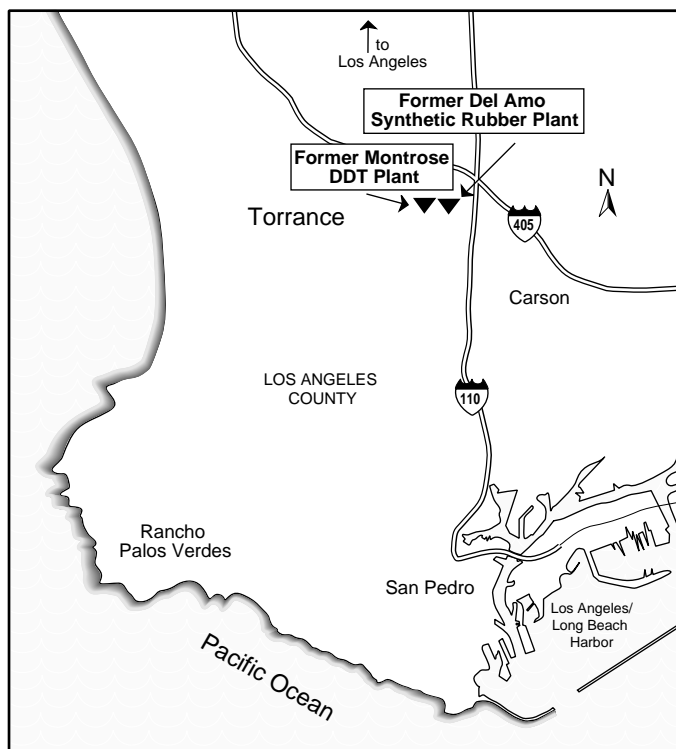 to
Los Angeles
Former Del Amo
Synthetic Rubber Plant
Former Montrose
DDT Plant
N
Torrance
405
Carson
LOS ANGELES
COUNTY
110
Rancho
Palos Verdes
San Pedro
Los Angeles/
Long Beach
Harbor
Pacific Ocean